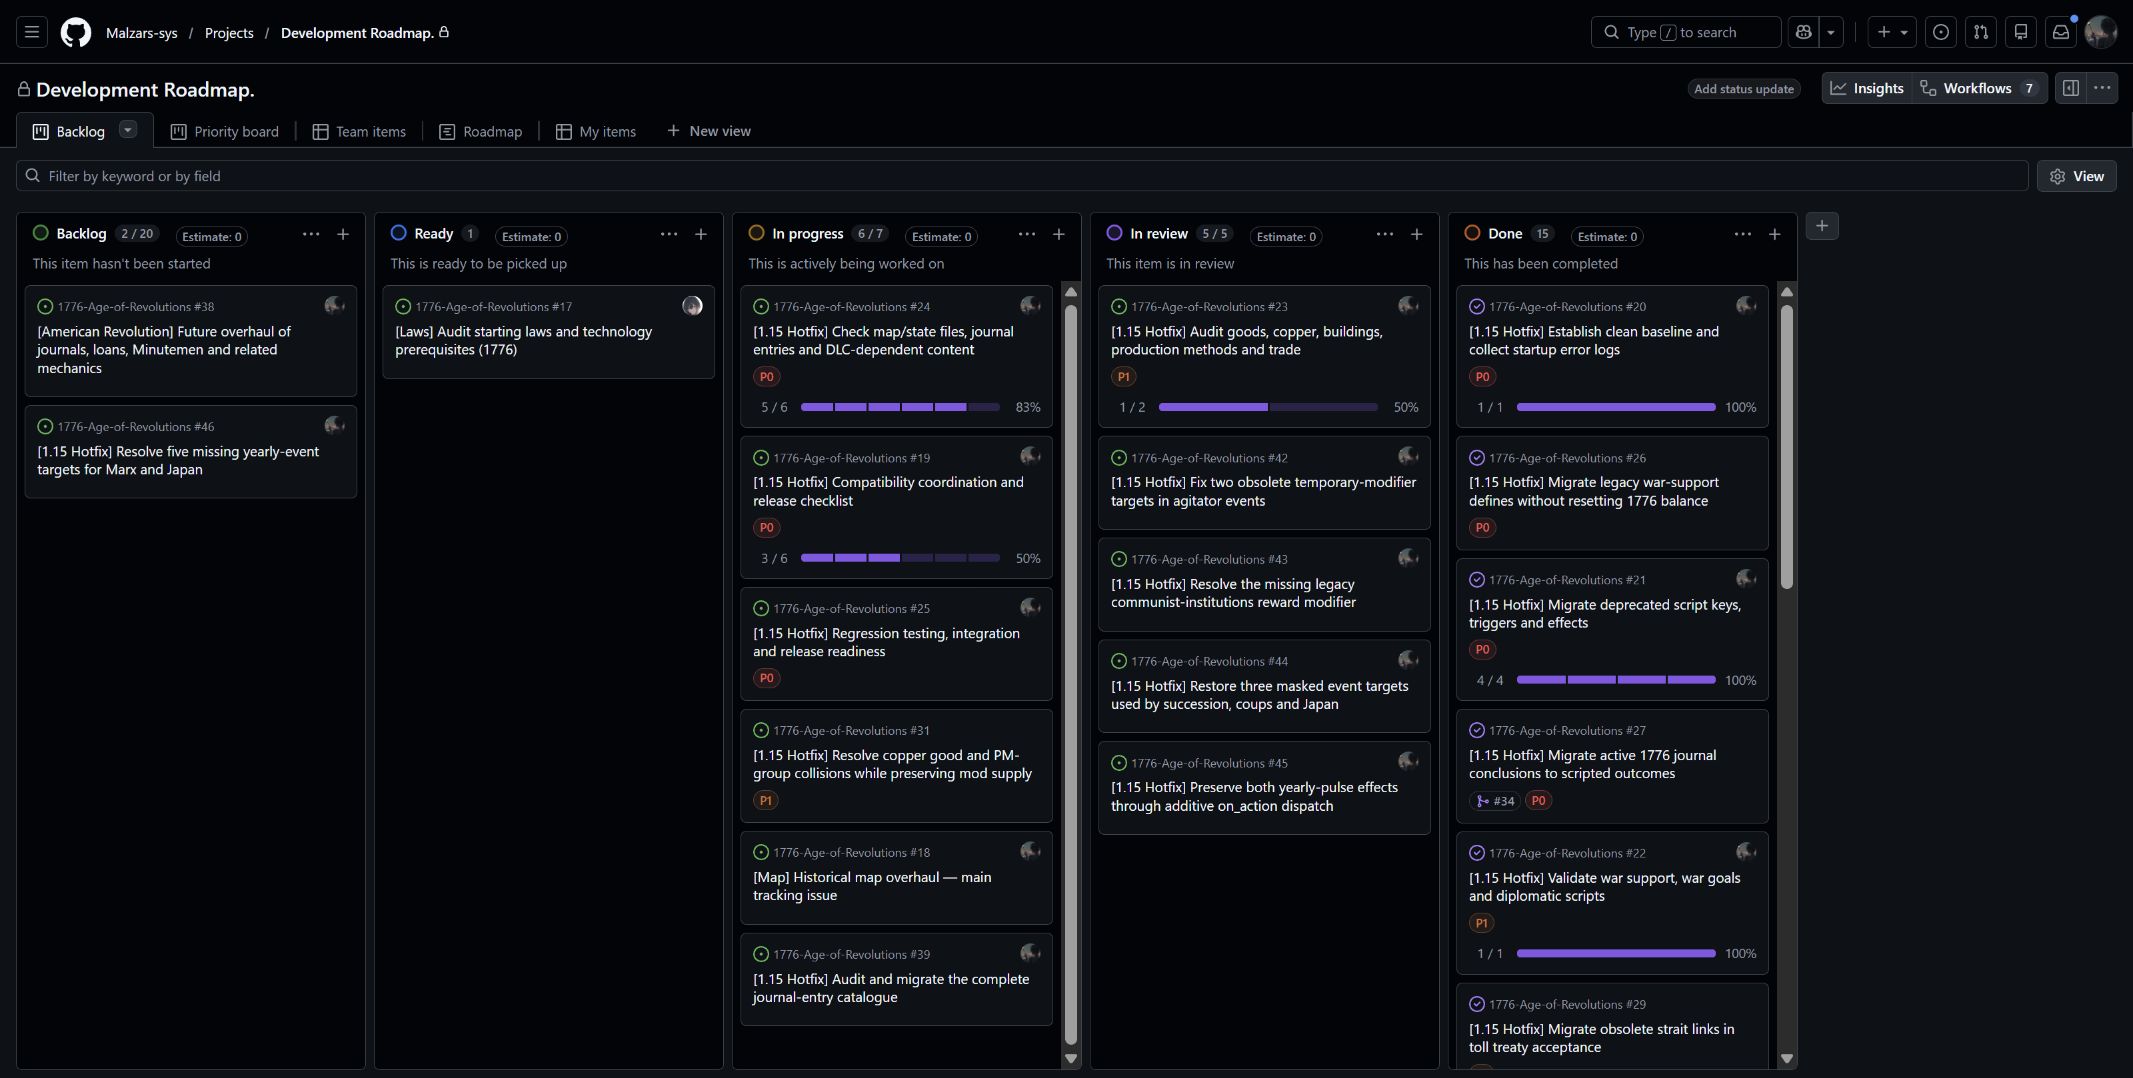 Malzars-sys / Projects / Development Roadmap.
Type / to search
Development Roadmap.
Add status update
Insights
Workflows 7
Backlog
Priority board
Team items
Roadmap
My items
+ New view
Filter by keyword or by field
View
Backlog 2 / 20 Estimate: 0
This item hasn't been started
1776-Age-of-Revolutions #38
[American Revolution] Future overhaul of
journals, loans, Minutemen and related
mechanics
1776-Age-of-Revolutions #46
[1.15 Hotfix] Resolve five missing yearly-event
targets for Marx and Japan
Ready 1 Estimate: 0
This is ready to be picked up
1776-Age-of-Revolutions #17
[Laws] Audit starting laws and technology
prerequisites (1776)
In progress 6 / 7 Estimate: 0
This is actively being worked on
1776-Age-of-Revolutions #24
[1.15 Hotfix] Check map/state files, journal
entries and DLC-dependent content
P0
5 / 6 83%
1776-Age-of-Revolutions #19
[1.15 Hotfix] Compatibility coordination and
release checklist
P0
3 / 6 50%
1776-Age-of-Revolutions #25
[1.15 Hotfix] Regression testing, integration
and release readiness
P0
1776-Age-of-Revolutions #31
[1.15 Hotfix] Resolve copper good and PM-
group collisions while preserving mod supply
P1
1776-Age-of-Revolutions #18
[Map] Historical map overhaul — main
tracking issue
1776-Age-of-Revolutions #39
[1.15 Hotfix] Audit and migrate the complete
journal-entry catalogue
In review 5 / 5 Estimate: 0
This item is in review
1776-Age-of-Revolutions #23
[1.15 Hotfix] Audit goods, copper, buildings,
production methods and trade
P1
1 / 2 50%
1776-Age-of-Revolutions #42
[1.15 Hotfix] Fix two obsolete temporary-modifier
targets in agitator events
1776-Age-of-Revolutions #43
[1.15 Hotfix] Resolve the missing legacy
communist-institutions reward modifier
1776-Age-of-Revolutions #44
[1.15 Hotfix] Restore three masked event targets
used by succession, coups and Japan
1776-Age-of-Revolutions #45
[1.15 Hotfix] Preserve both yearly-pulse effects
through additive on_action dispatch
Done 15 Estimate: 0
This has been completed
1776-Age-of-Revolutions #20
[1.15 Hotfix] Establish clean baseline and
collect startup error logs
P0
1 / 1 100%
1776-Age-of-Revolutions #26
[1.15 Hotfix] Migrate legacy war-support
defines without resetting 1776 balance
P0
1776-Age-of-Revolutions #21
[1.15 Hotfix] Migrate deprecated script keys,
triggers and effects
P0
4 / 4 100%
1776-Age-of-Revolutions #27
[1.15 Hotfix] Migrate active 1776 journal
conclusions to scripted outcomes
#34 P0
1776-Age-of-Revolutions #22
[1.15 Hotfix] Validate war support, war goals
and diplomatic scripts
P1
1 / 1 100%
1776-Age-of-Revolutions #29
[1.15 Hotfix] Migrate obsolete strait links in
toll treaty acceptance